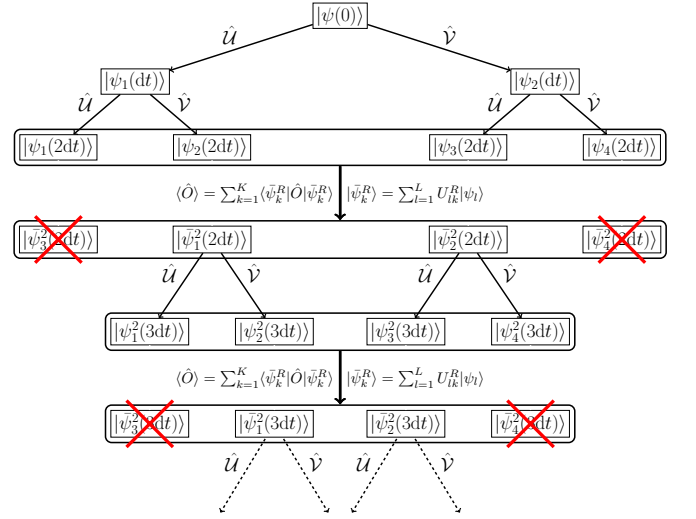 |ψ(0)⟩
Û V̂
|ψ₁(dt)⟩ |ψ₂(dt)⟩
Û V̂ Û V̂
|ψ₁(2dt)⟩ |ψ₂(2dt)⟩ |ψ₃(2dt)⟩ |ψ₄(2dt)⟩
⟨Ô⟩ = ∑ₖ₌₁ᴷ⟨ψ̄ₖᴿ|Ô|ψ̄ₖᴿ⟩ |ψ̄ₖᴿ⟩ = ∑ₗ₌₁ᴸ Uₗₖᴿ|ψₗ⟩
|ψ̄₃²(2dt)⟩ |ψ̄₁²(2dt)⟩ |ψ̄₂²(2dt)⟩ |ψ̄₄²(2dt)⟩
Û V̂ Û V̂
|ψ₁²(3dt)⟩ |ψ₂²(3dt)⟩ |ψ₃²(3dt)⟩ |ψ₄²(3dt)⟩
⟨Ô⟩ = ∑ₖ₌₁ᴷ⟨ψ̄ₖᴿ|Ô|ψ̄ₖᴿ⟩ |ψ̄ₖᴿ⟩ = ∑ₗ₌₁ᴸ Uₗₖᴿ|ψₗ⟩
|ψ̄₃²(3dt)⟩ |ψ̄₁²(3dt)⟩ |ψ̄₂²(3dt)⟩ |ψ̄₄²(3dt)⟩
Û V̂ Û V̂